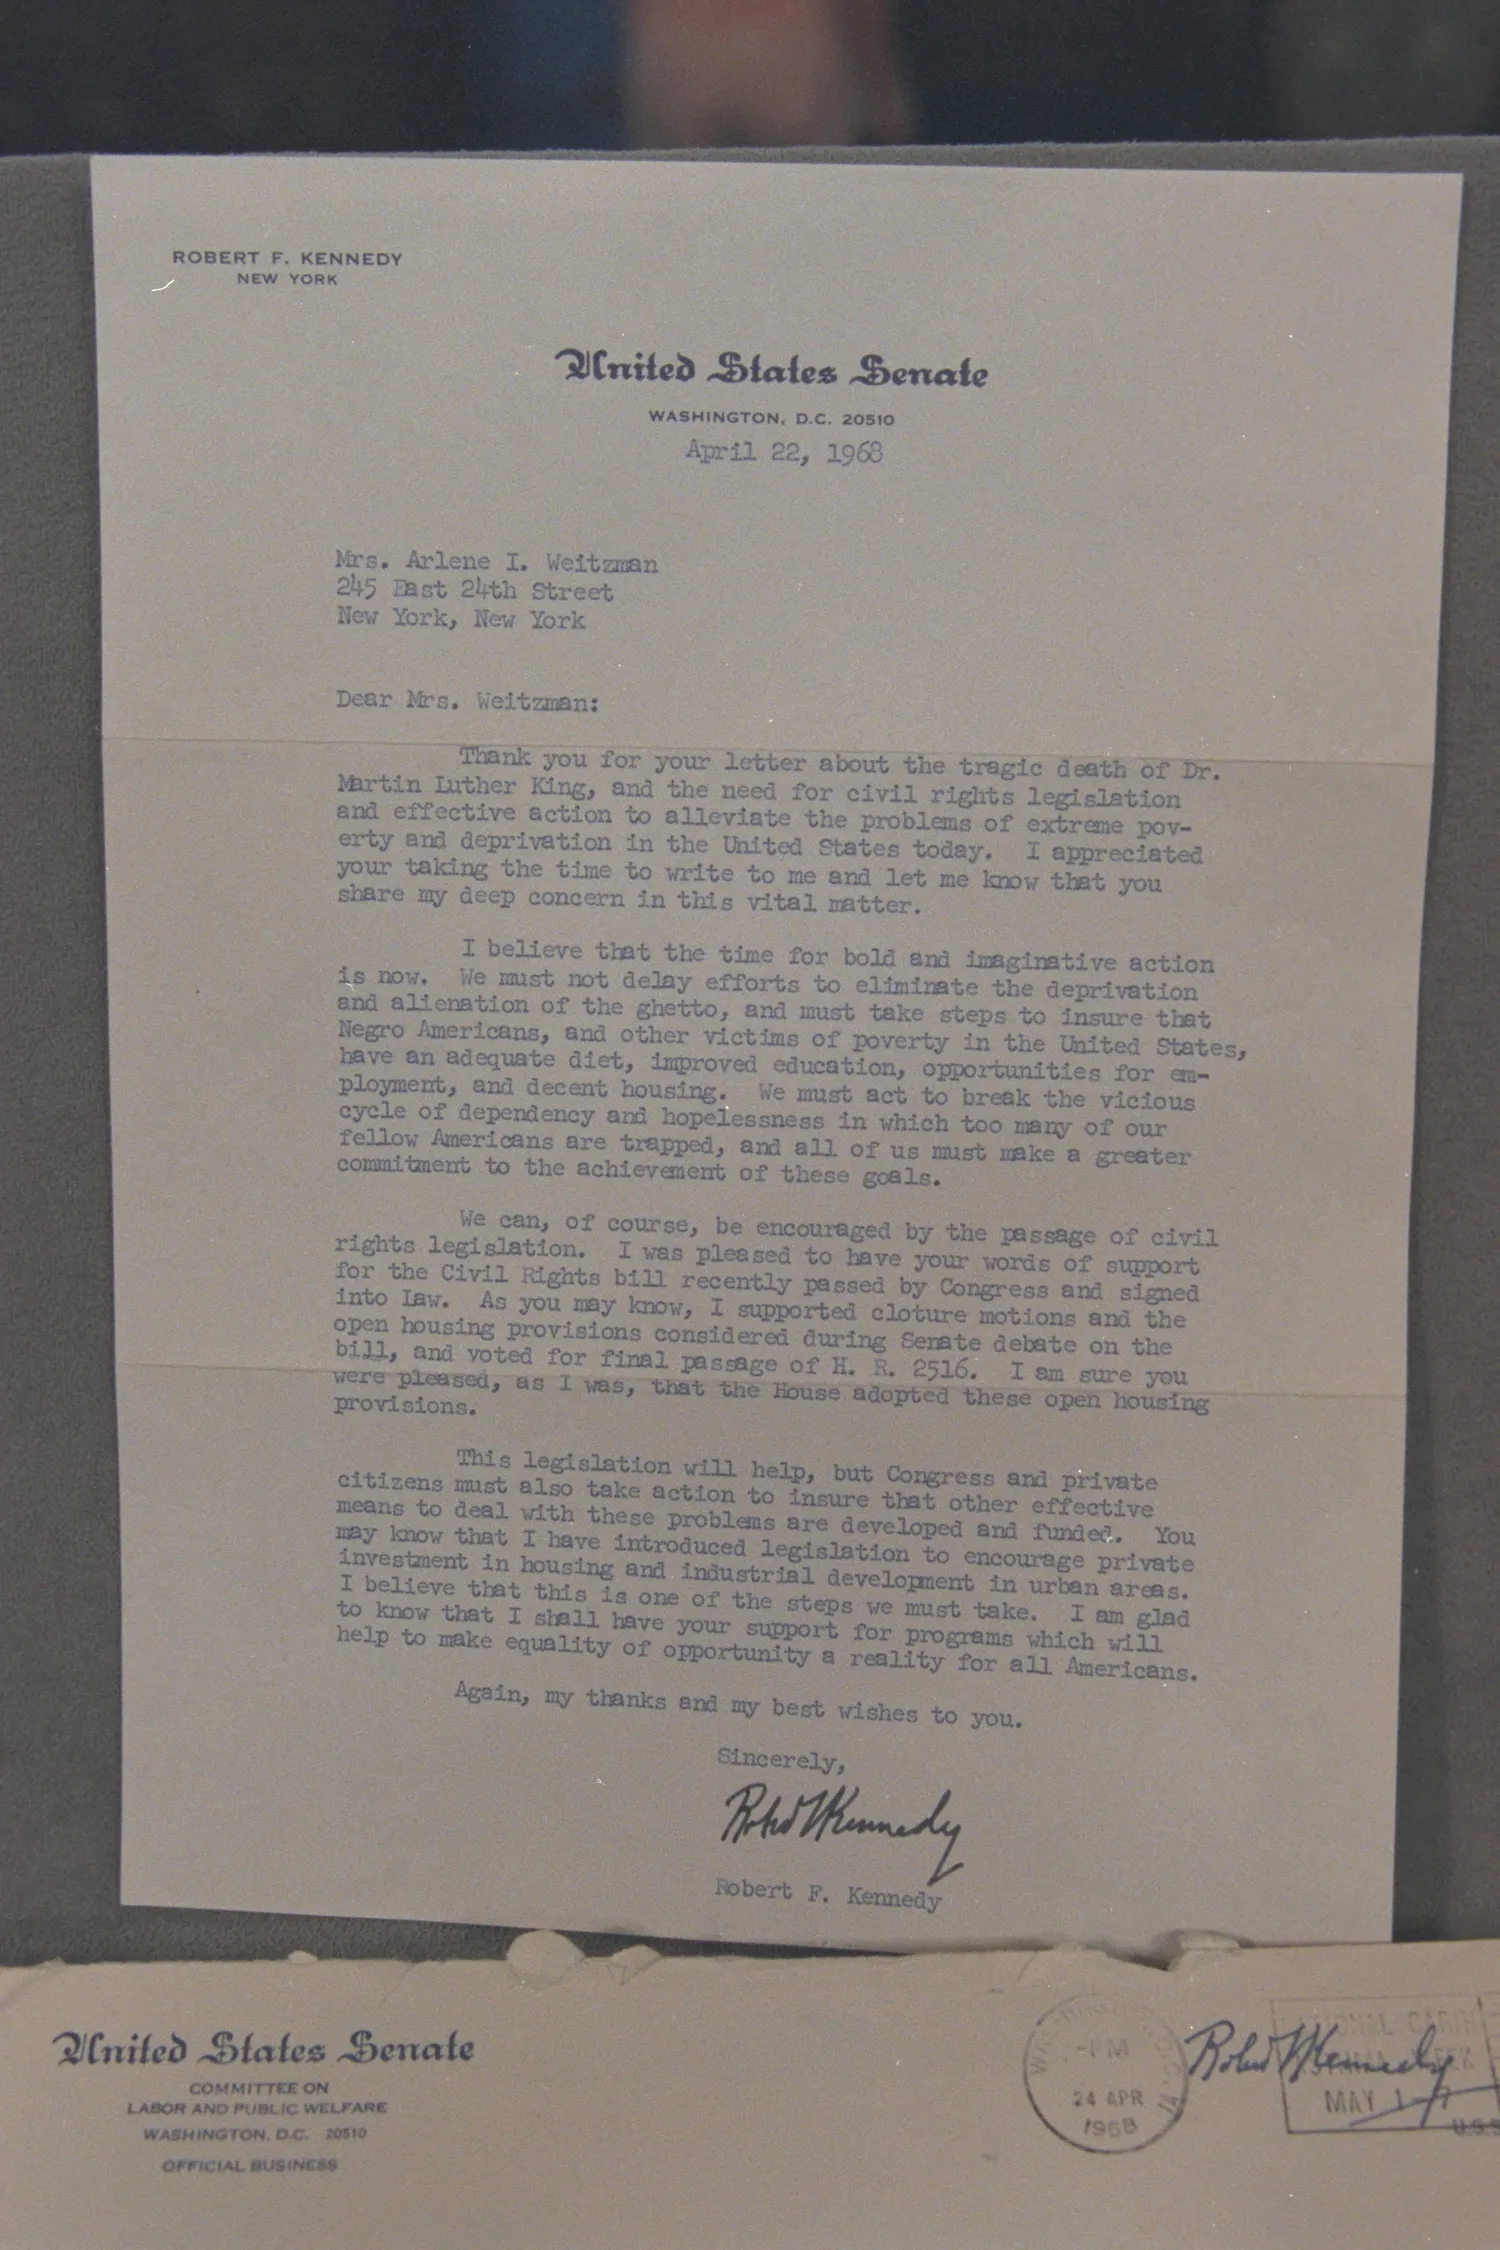 ROBERT F. KENNEDY
NEW YORK
United States Senate
WASHINGTON, D.C. 20510
April 22, 1968
Mrs. Arlene I. Weitzman
245 East 24th Street
New York, New York
Dear Mrs. Weitzman:
Thank you for your letter about the tragic death of Dr.
Martin Luther King, and the need for civil rights legislation
and effective action to alleviate the problems of extreme pov-
erty and deprivation in the United States today. I appreciated
your taking the time to write to me and let me know that you
share my deep concern in this vital matter.
I believe that the time for bold and imaginative action
is now. We must not delay efforts to eliminate the deprivation
and alienation of the ghetto, and must take steps to insure that
Negro Americans, and other victims of poverty in the United States,
have an adequate diet, improved education, opportunities for em-
ployment, and decent housing. We must act to break the vicious
cycle of dependency and hopelessness in which too many of our
fellow Americans are trapped, and all of us must make a greater
commitment to the achievement of these goals.
We can, of course, be encouraged by the passage of civil
rights legislation. I was pleased to have your words of support
for the Civil Rights bill recently passed by Congress and signed
into law. As you may know, I supported cloture motions and the
open housing provisions considered during Senate debate on the
bill, and voted for final passage of H. R. 2516. I am sure you
were pleased, as I was, that the House adopted these open housing
provisions.
This legislation will help, but Congress and private
citizens must also take action to insure that other effective
means to deal with these problems are developed and funded. You
may know that I have introduced legislation to encourage private
investment in housing and industrial development in urban areas.
I believe that this is one of the steps we must take. I am glad
to know that I shall have your support for programs which will
help to make equality of opportunity a reality for all Americans.
Again, my thanks and my best wishes to you.
Sincerely,
Robert F Kennedy
Robert F. Kennedy
United States Senate
COMMITTEE ON
LABOR AND PUBLIC WELFARE
WASHINGTON, D.C. 20510
OFFICIAL BUSINESS
PM
24 APR
1968
Robert F Kennedy
MAY 1-7
U.S.S